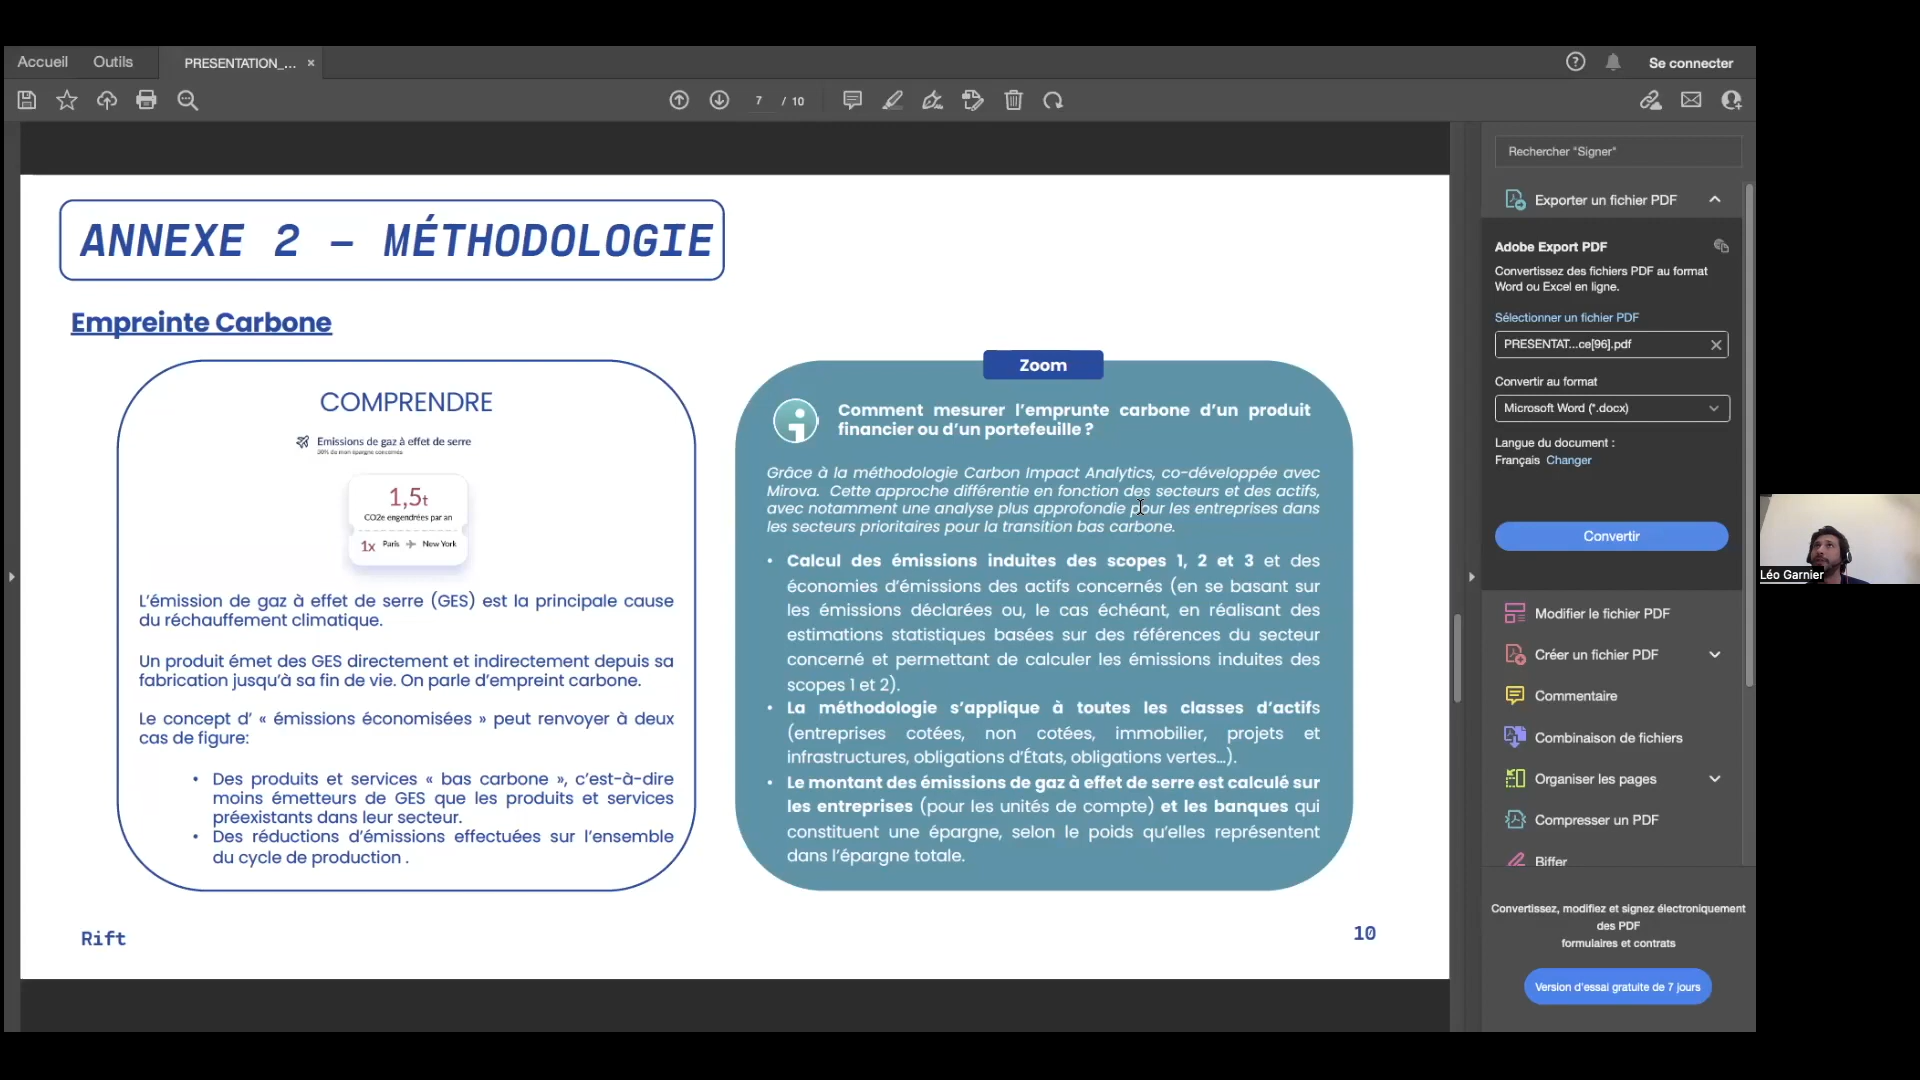 Accueil
Outils
PRESENTATION_...
×
Se connecter
7 / 10
Rechercher "Signer"
Exporter un fichier PDF
Adobe Export PDF
Convertissez des fichiers PDF au format
Word ou Excel en ligne.
Sélectionner un fichier PDF
PRESENTAT...ce[96].pdf
Convertir au format
Microsoft Word (*.docx)
Langue du document :
Français Changer
Convertir
Modifier le fichier PDF
Créer un fichier PDF
Commentaire
Combinaison de fichiers
Organiser les pages
Compresser un PDF
Biffer
Convertissez, modifiez et signez électroniquement
des PDF
formulaires et contrats
Version d'essai gratuite de 7 jours
ANNEXE 2 – MÉTHODOLOGIE
Empreinte Carbone
COMPRENDRE
Emissions de gaz à effet de serre
1,5t
CO2e engendrées par an
1x Paris New York
L'émission de gaz à effet de serre (GES) est la principale cause
du réchauffement climatique.
Un produit émet des GES directement et indirectement depuis sa
fabrication jusqu'à sa fin de vie. On parle d'empreint carbone.
Le concept d' « émissions économisées » peut renvoyer à deux
cas de figure:
• Des produits et services « bas carbone », c'est-à-dire
moins émetteurs de GES que les produits et services
préexistants dans leur secteur.
• Des réductions d'émissions effectuées sur l'ensemble
du cycle de production .
Zoom
Comment mesurer l'emprunte carbone d'un produit
financier ou d'un portefeuille ?
Grâce à la méthodologie Carbon Impact Analytics, co-développée avec
Mirova. Cette approche différentie en fonction des secteurs et des actifs,
avec notamment une analyse plus approfondie pour les entreprises dans
les secteurs prioritaires pour la transition bas carbone.
• Calcul des émissions induites des scopes 1, 2 et 3 et des
économies d'émissions des actifs concernés (en se basant sur
les émissions déclarées ou, le cas échéant, en réalisant des
estimations statistiques basées sur des références du secteur
concerné et permettant de calculer les émissions induites des
scopes 1 et 2).
• La méthodologie s'applique à toutes les classes d'actifs
(entreprises cotées, non cotées, immobilier, projets et
infrastructures, obligations d'États, obligations vertes...).
• Le montant des émissions de gaz à effet de serre est calculé sur
les entreprises (pour les unités de compte) et les banques qui
constituent une épargne, selon le poids qu'elles représentent
dans l'épargne totale.
Rift
10
Léo Garnier